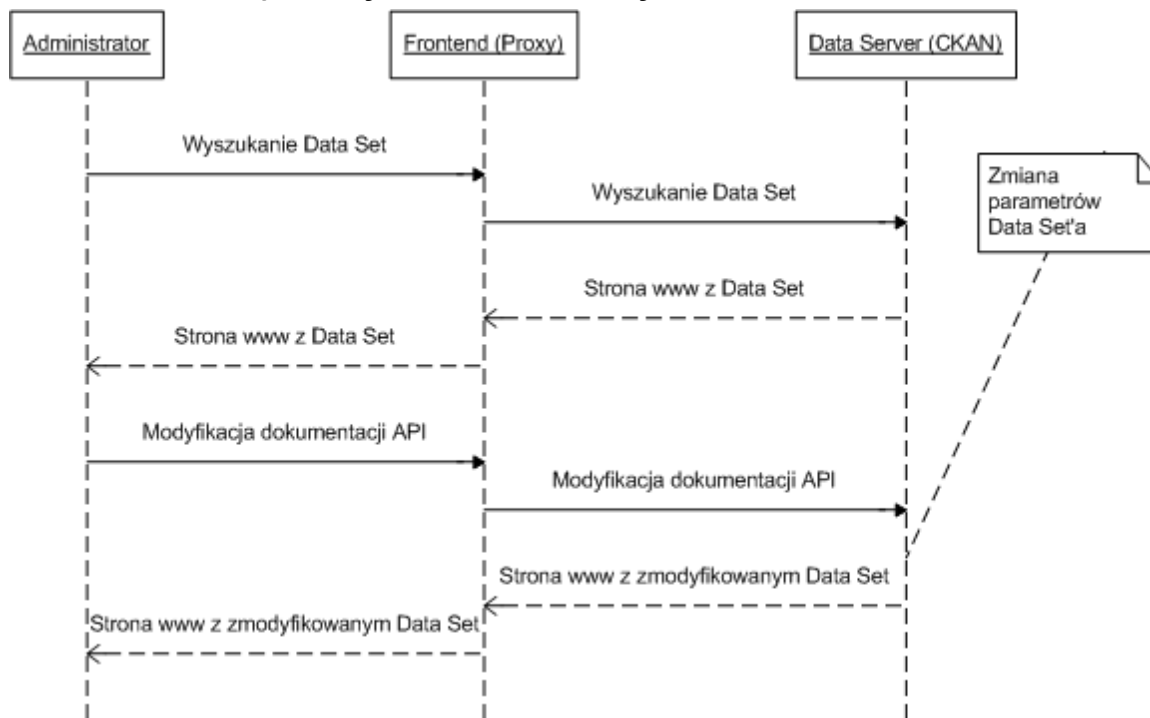 Administrator
Frontend (Proxy)
Data Server (CKAN)
Wyszukanie Data Set
Zmiana
parametrów
Data Set'a
Wyszukanie Data Set
Strona www z Data Set
Strona www z Data Set
Modyfikacja dokumentacji API
Modyfikacja dokumentacji API
Strona www z zmodyfikowanym Data Set
Strona www z zmodyfikowanym Data Set